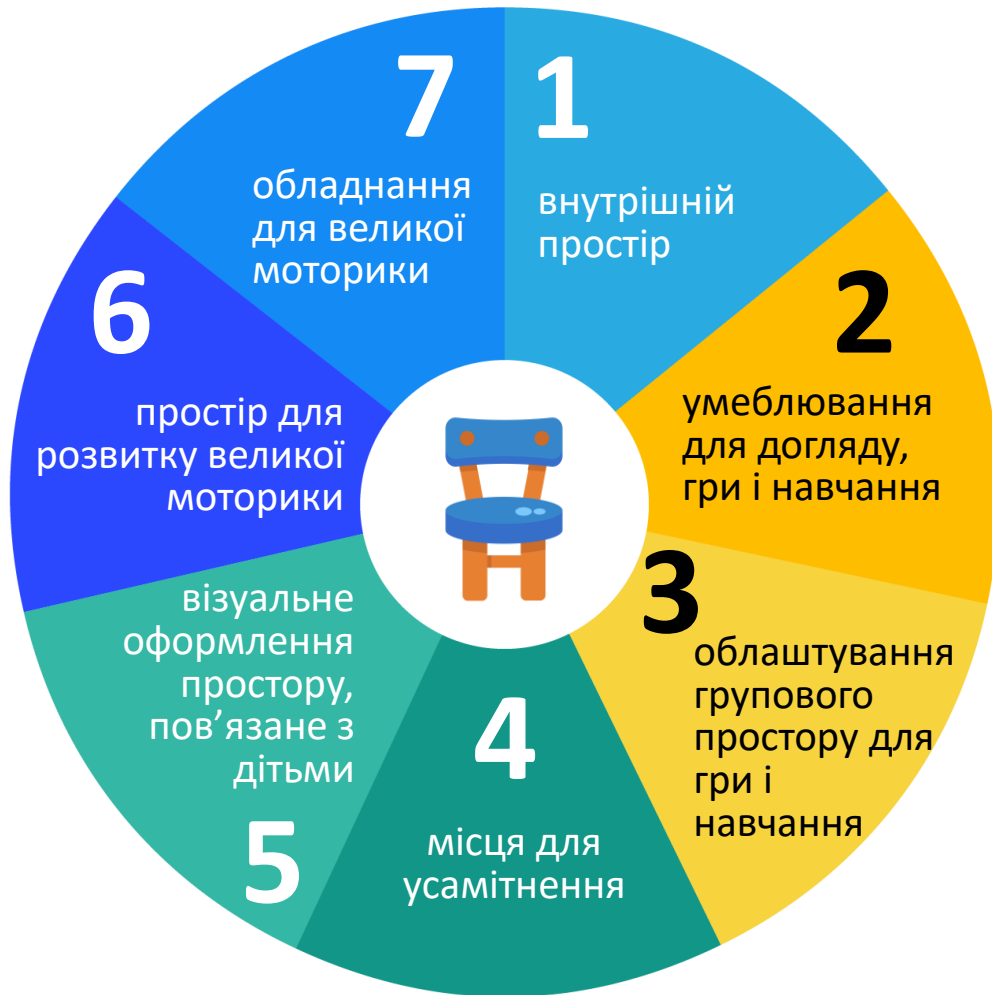 1
внутрішній
простір
2
умеблювання
для догляду,
гри і навчання
3
облаштування
групового
простору для
гри і
навчання
4
місця для
усамітнення
візуальне
оформлення
простору,
пов’язане з
дітьми
5
6
простір для
розвитку великої
моторики
7
обладнання
для великої
моторики